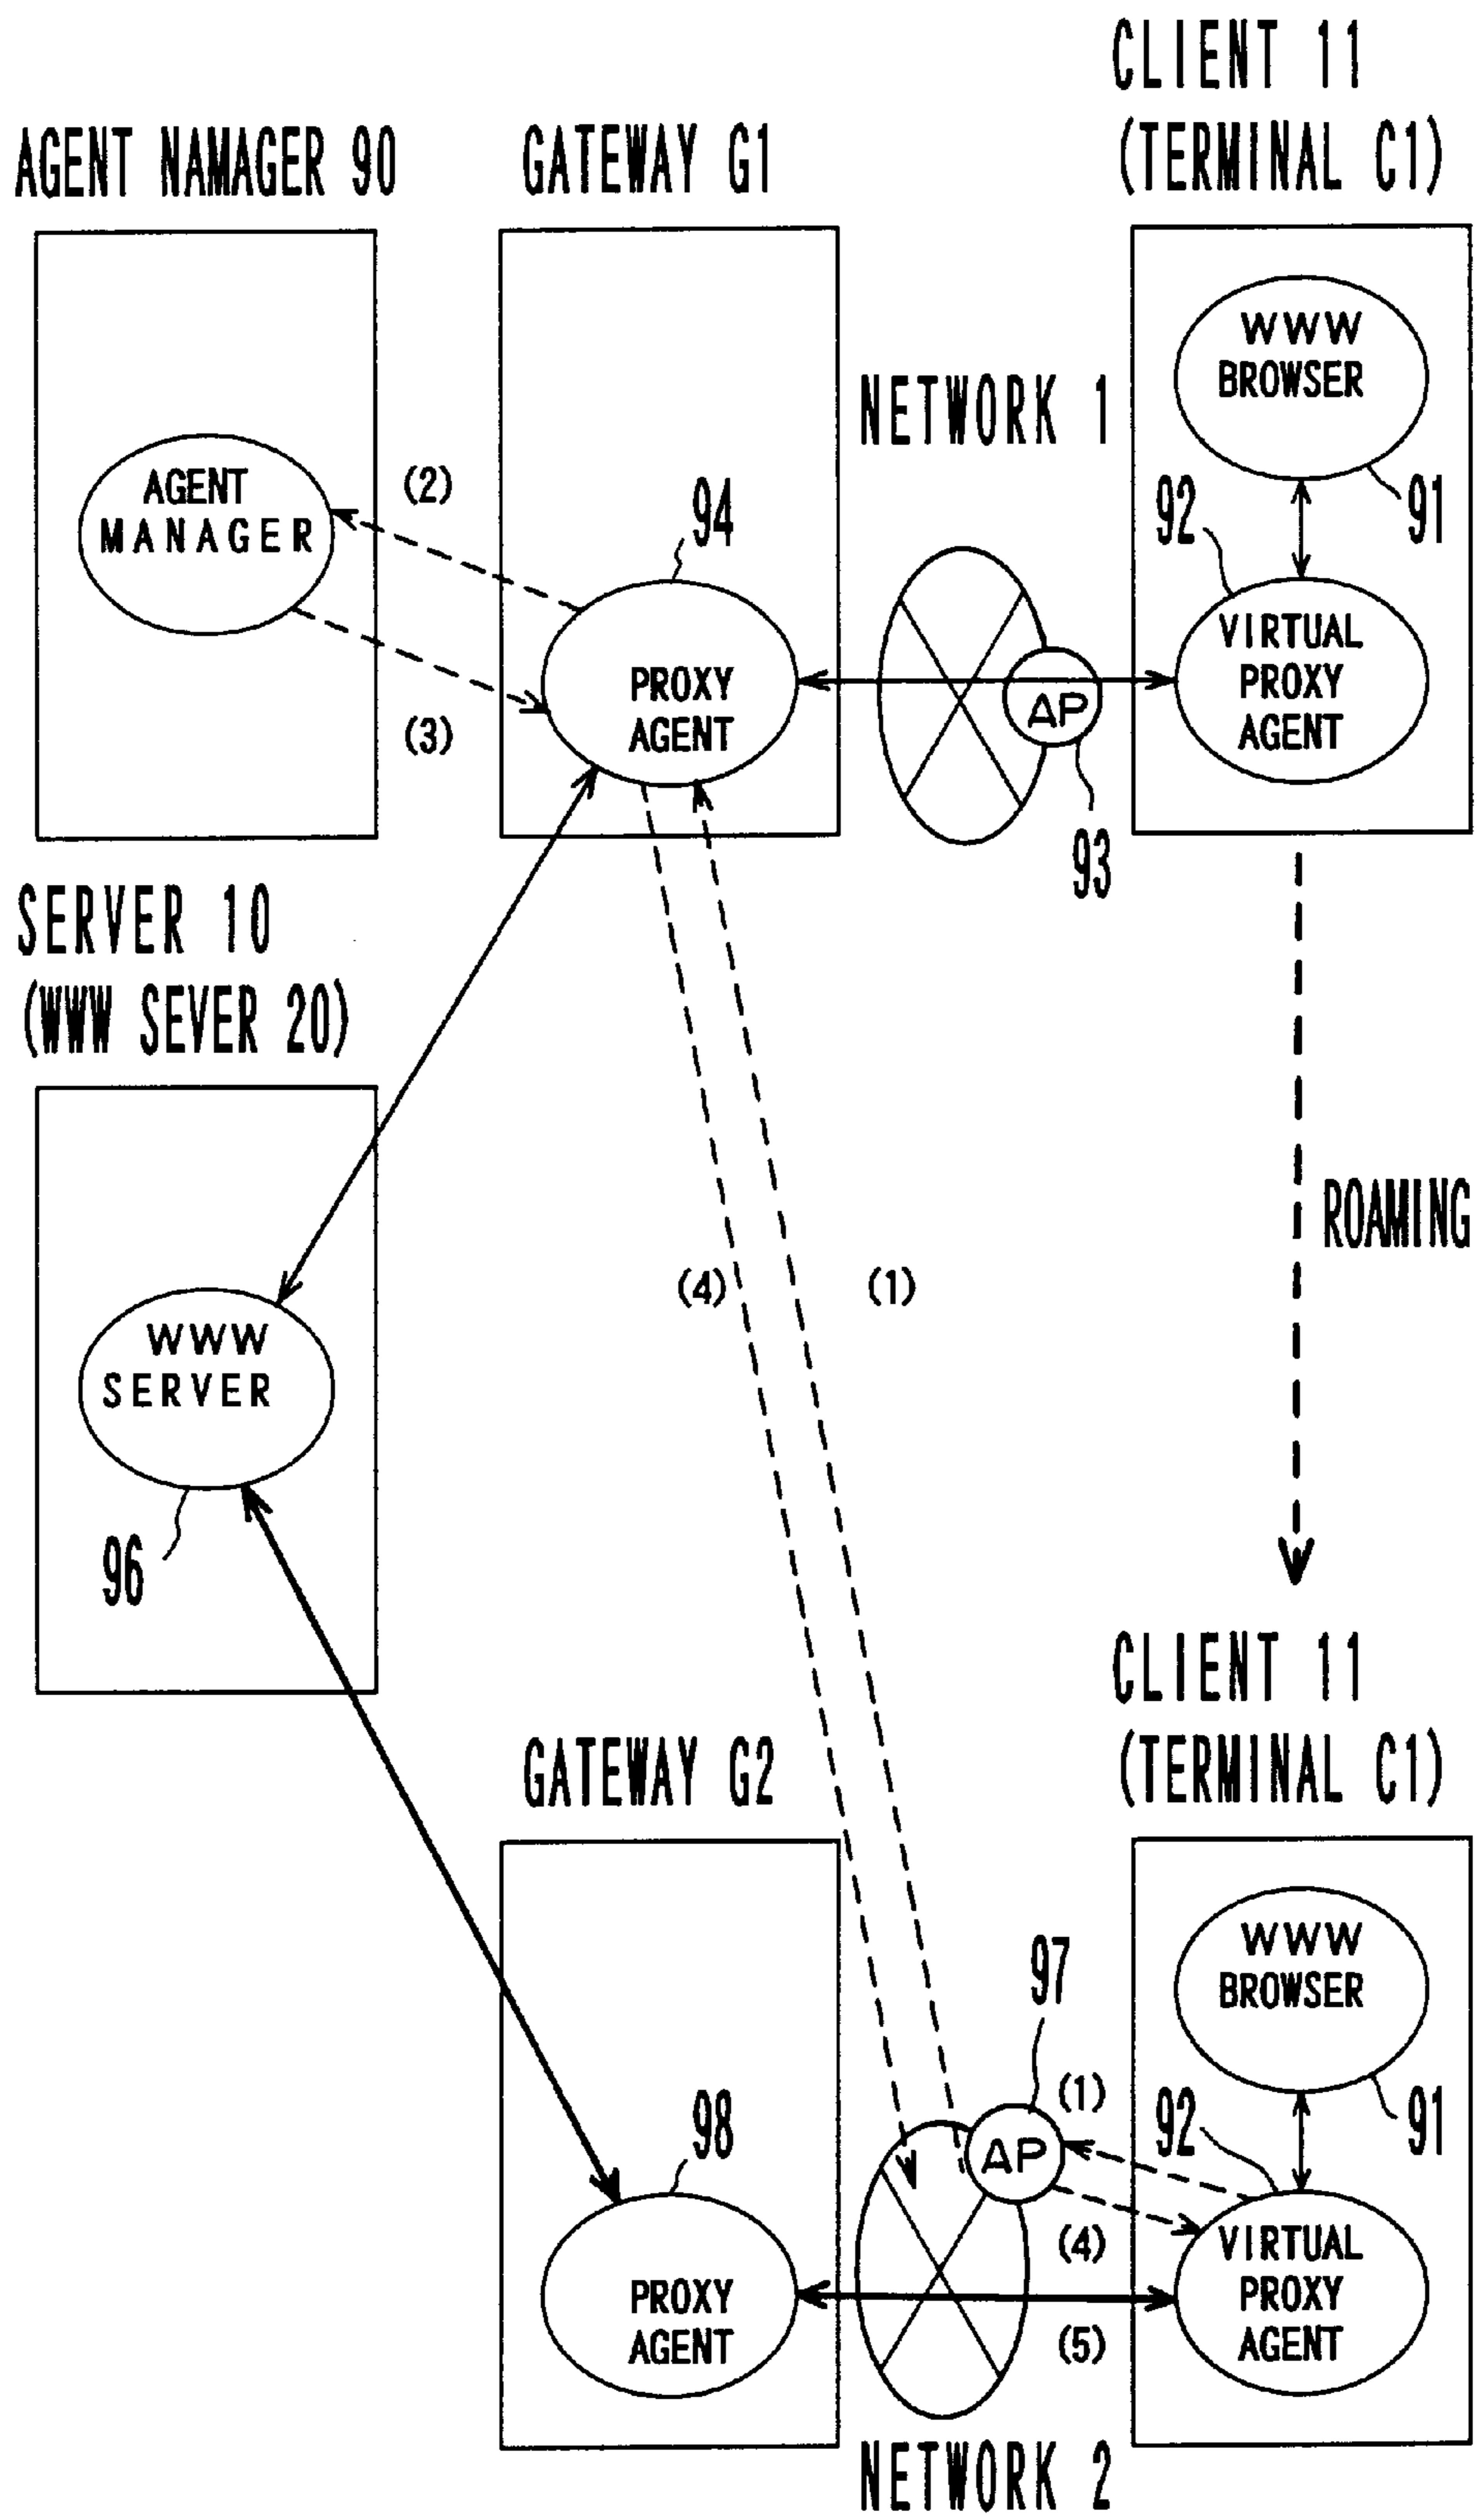 CLIENT 11
(TERMINAL C1)
AGENT NAMAGER 90
GATEWAY G1
WWW
BROWSER
91
NETWORK 1
AGENT
MANAGER
(2)
94
92
VIRTUAL
PROXY
AGENT
PROXY
AGENT
AP
(3)
93
SERVER 10
(WWW SEVER 20)
ROAMING
(4)
(1)
WWW
SERVER
96
CLIENT 11
(TERMINAL C1)
GATEWAY G2
WWW
BROWSER
91
97
(1)
92
98
AP
(4)
VIRTUAL
PROXY
AGENT
PROXY
AGENT
(5)
NETWORK 2